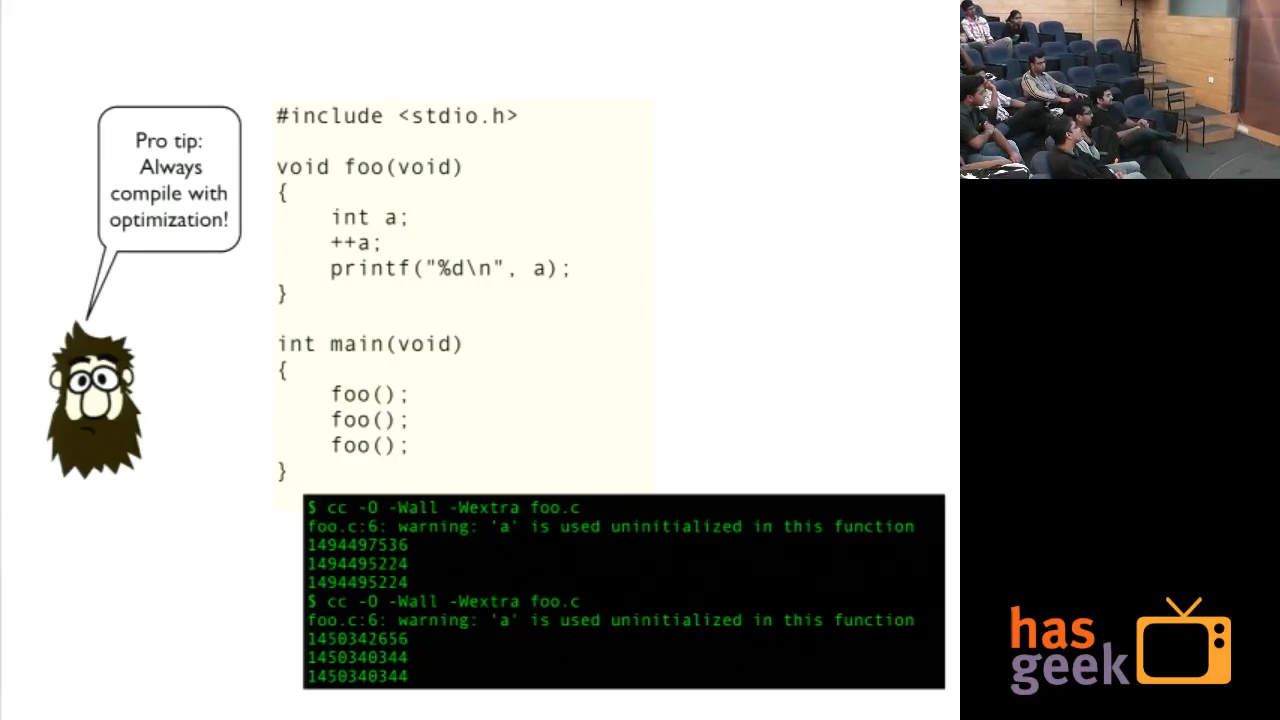 Pro tip:
Always
compile with
optimization!
#include <stdio.h>
void foo(void)
{
    int a;
    ++a;
    printf("%d\n", a);
}
int main(void)
{
    foo();
    foo();
    foo();
}
$ cc -O -Wall -Wextra foo.c
foo.c:6: warning: 'a' is used uninitialized in this function
1494497536
1494495224
1494495224
$ cc -O -Wall -Wextra foo.c
foo.c:6: warning: 'a' is used uninitialized in this function
1450342656
1450340344
1450340344
has
geek